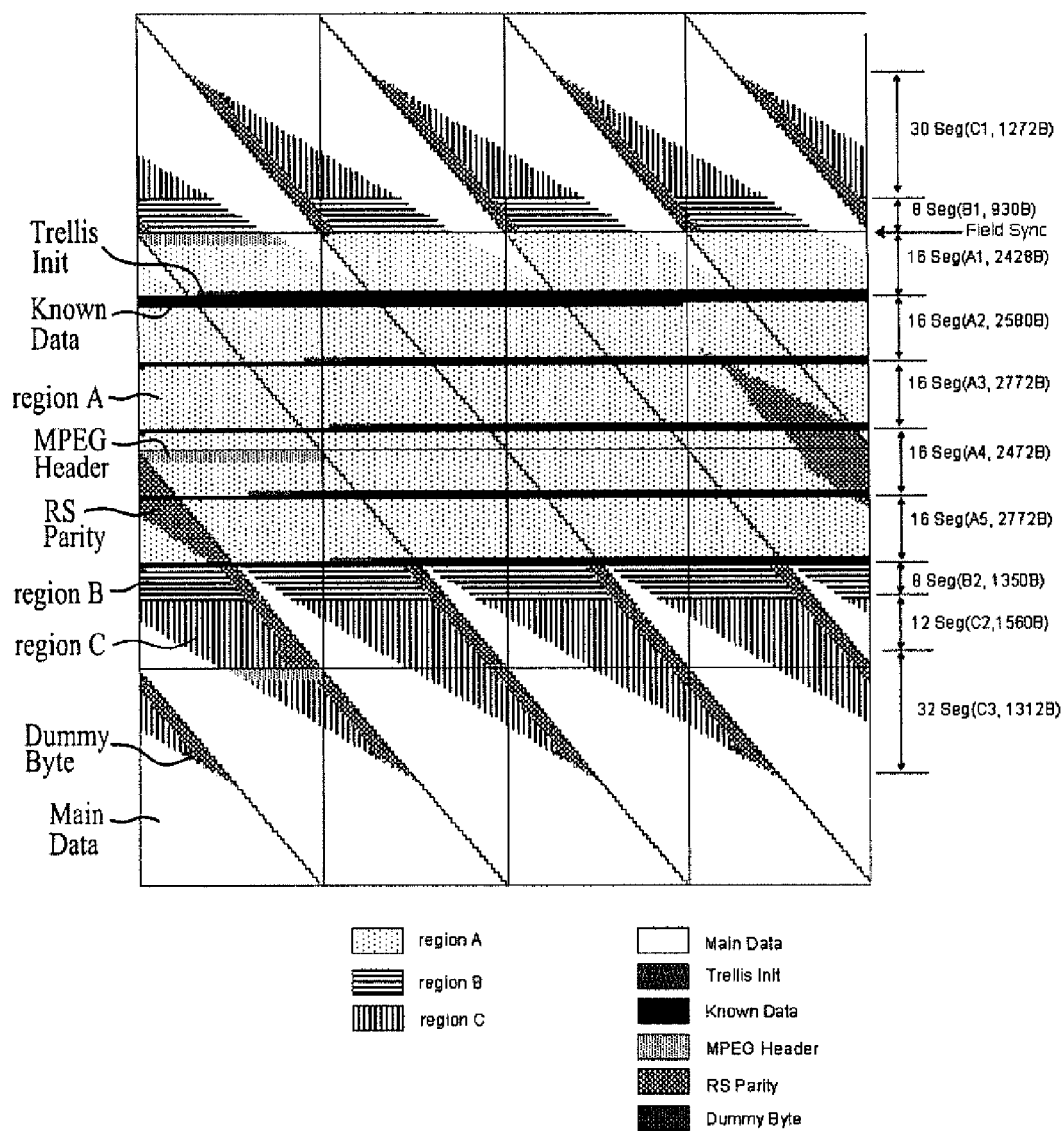 30 Seg(C1, 1272B)
8 Seg(B1, 930B)
Field Sync
16 Seg(A1, 2428B)
16 Seg(A2, 2580B)
16 Seg(A3, 2772B)
16 Seg(A4, 2472B)
16 Seg(A5, 2772B)
8 Seg(B2, 1350B)
12 Seg(C2,1560B)
32 Seg(C3, 1312B)
Trellis
Init
Known
Data
region A
MPEG
Header
RS
Parity
region B
region C
Dummy
Byte
Main
Data
region A
region B
region C
Main Data
Trellis Init
Known Data
MPEG Header
RS Parity
Dummy Byte